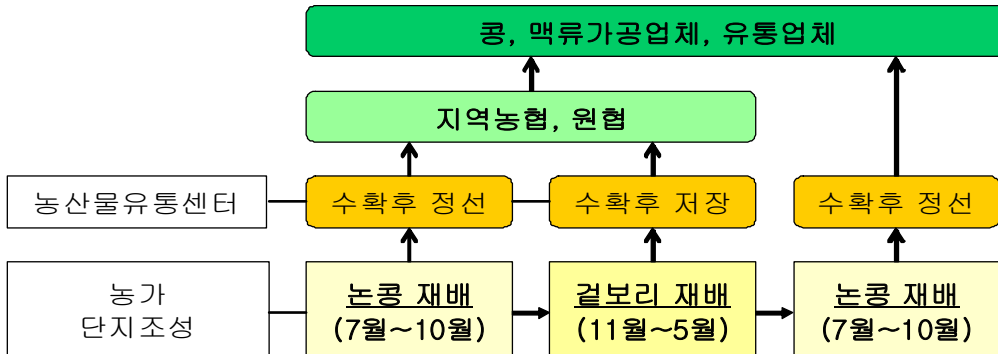 콩, 맥류가공업체, 유통업체
지역농협, 원협
농산물유통센터
수확후 정선
수확후 저장
수확후 정선
농가
단지조성
논콩 재배
(7월~10월)
겉보리 재배
(11월~5월)
논콩 재배
(7월~10월)